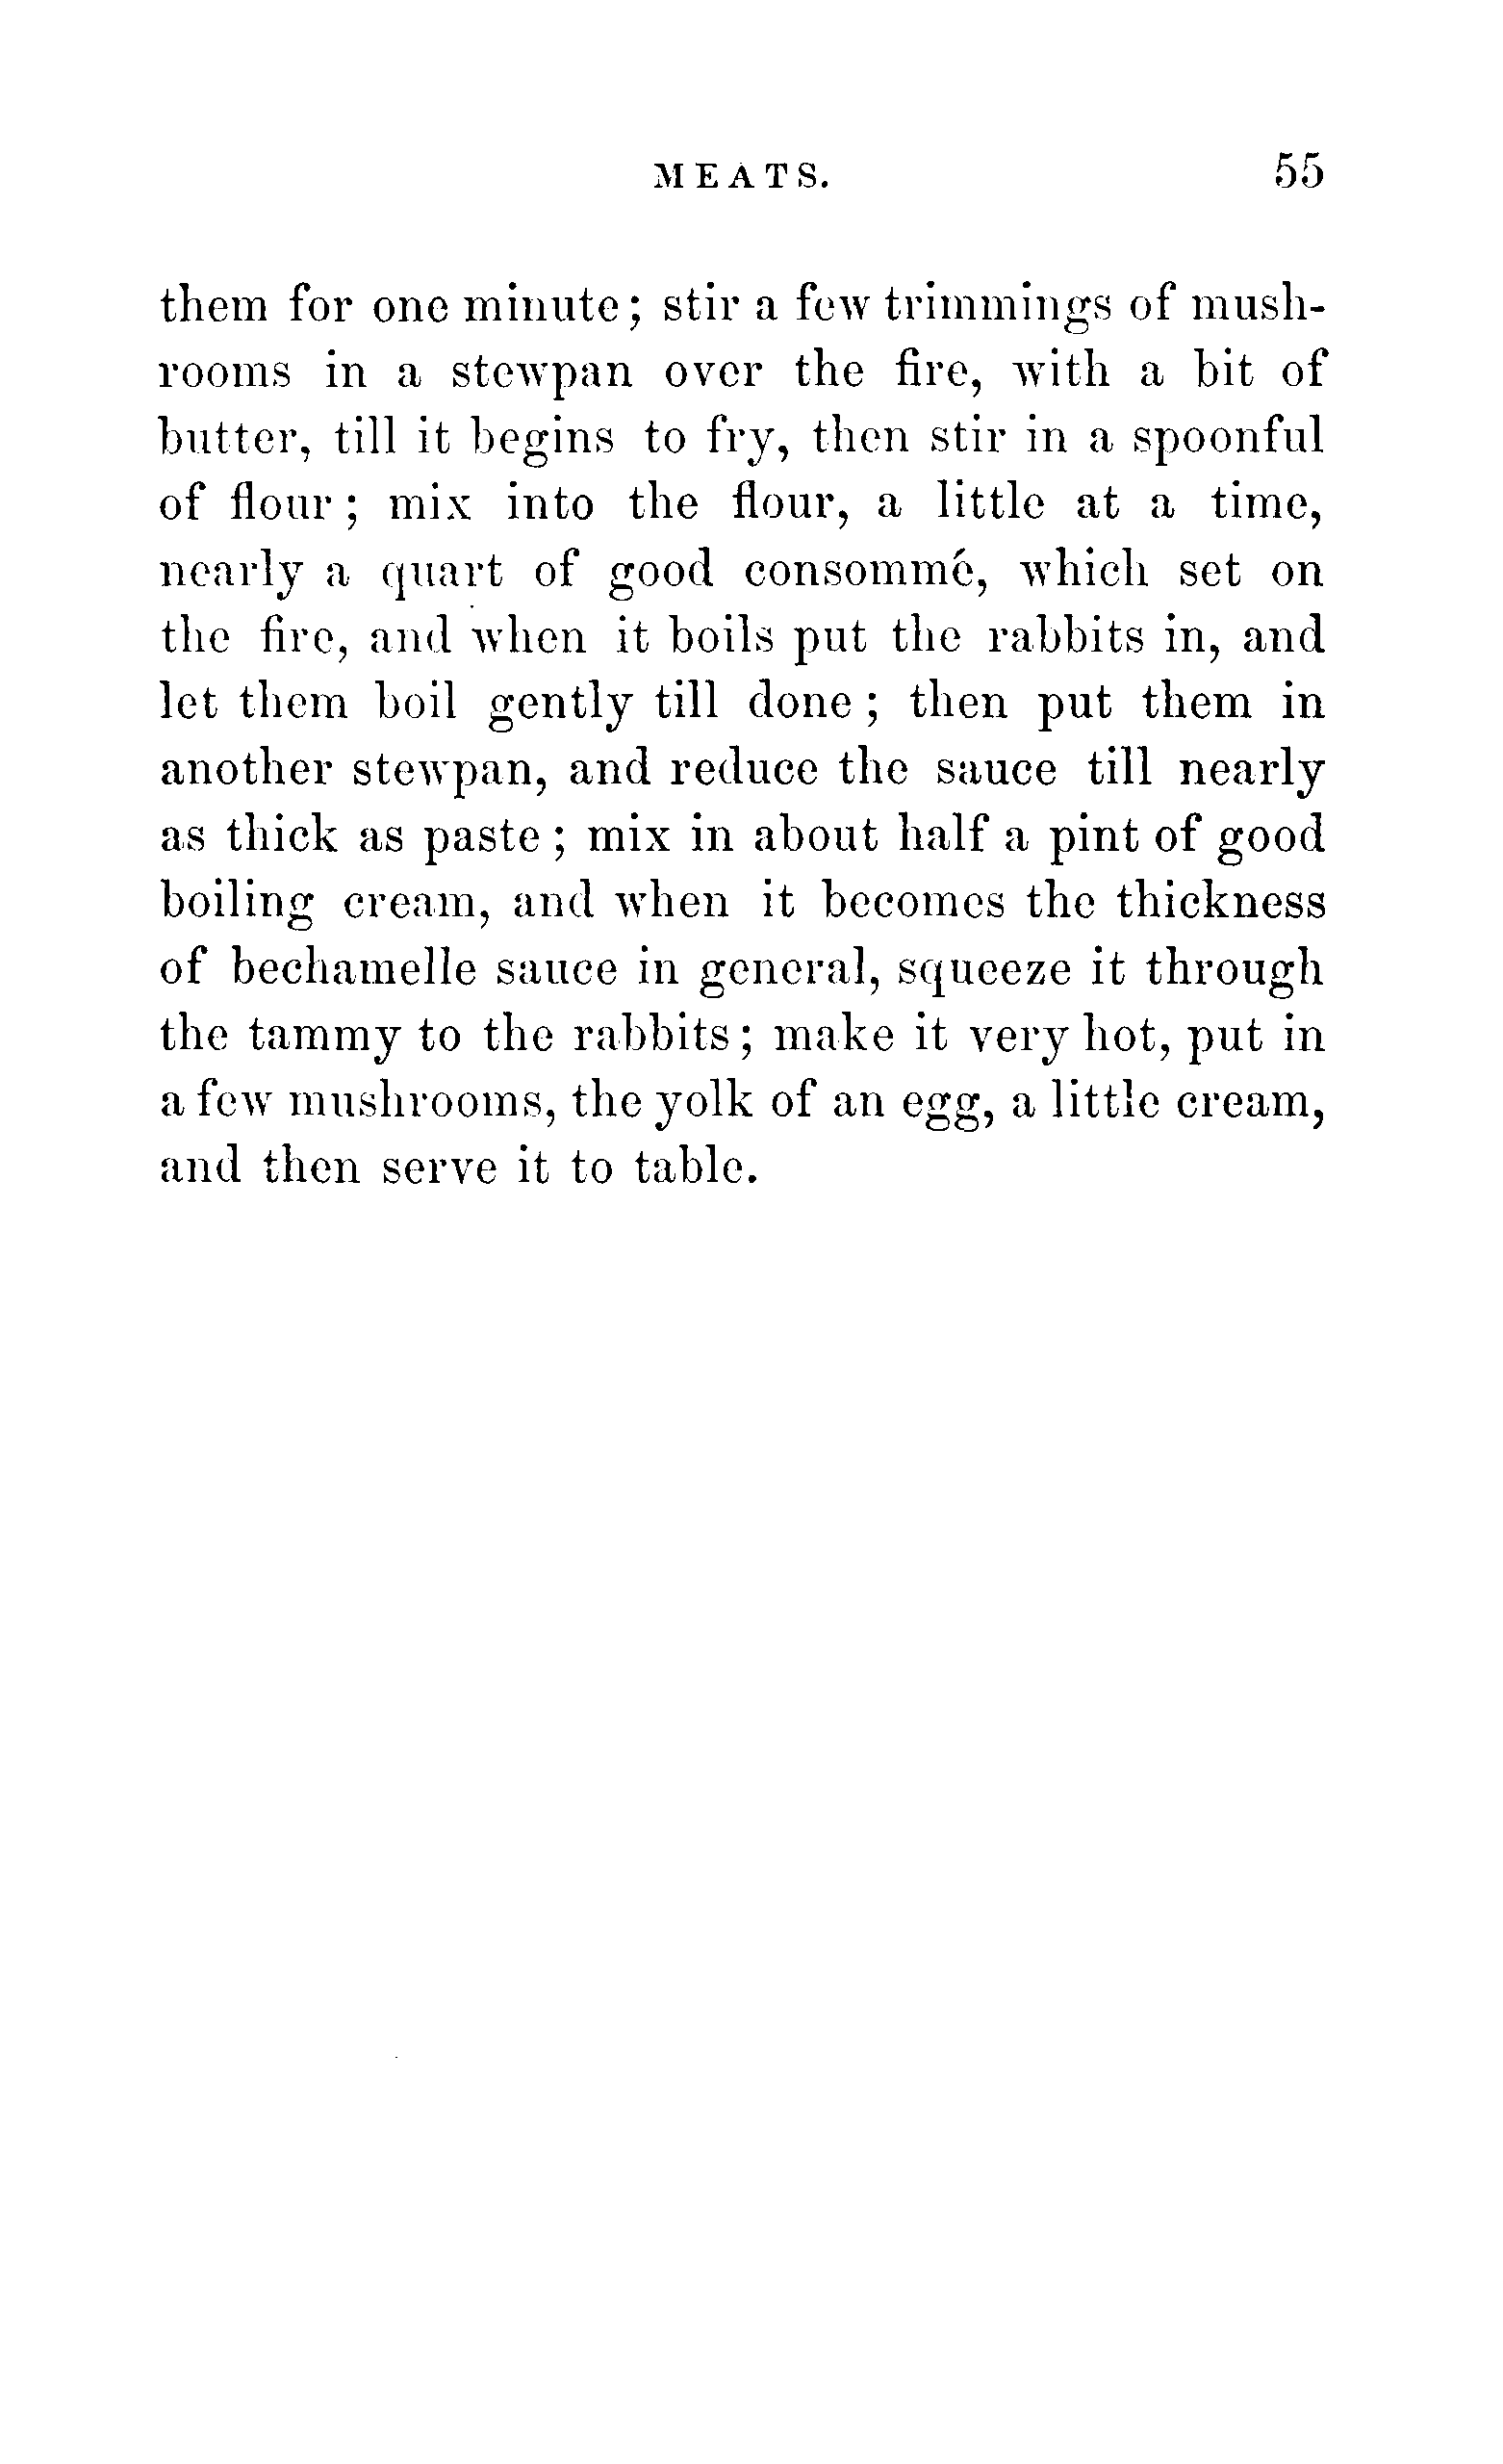 MEATS. 55
them for one minute; stir a few trimmings of mush-
rooms in a stewpan over the fire, with a bit of
butter, till it begins to fry, then stir in a spoonful
of flour; mix into the flour, a little at a time,
nearly a quart of good consommé, which set on
the fire, and when it boils put the rabbits in, and
let them boil gently till done; then put them in
another stewpan, and reduce the sauce till nearly
as thick as paste; mix in about half a pint of good
boiling cream, and when it becomes the thickness
of bechamelle sauce in general, squeeze it through
the tammy to the rabbits; make it very hot, put in
a few mushrooms, the yolk of an egg, a little cream,
and then serve it to table.